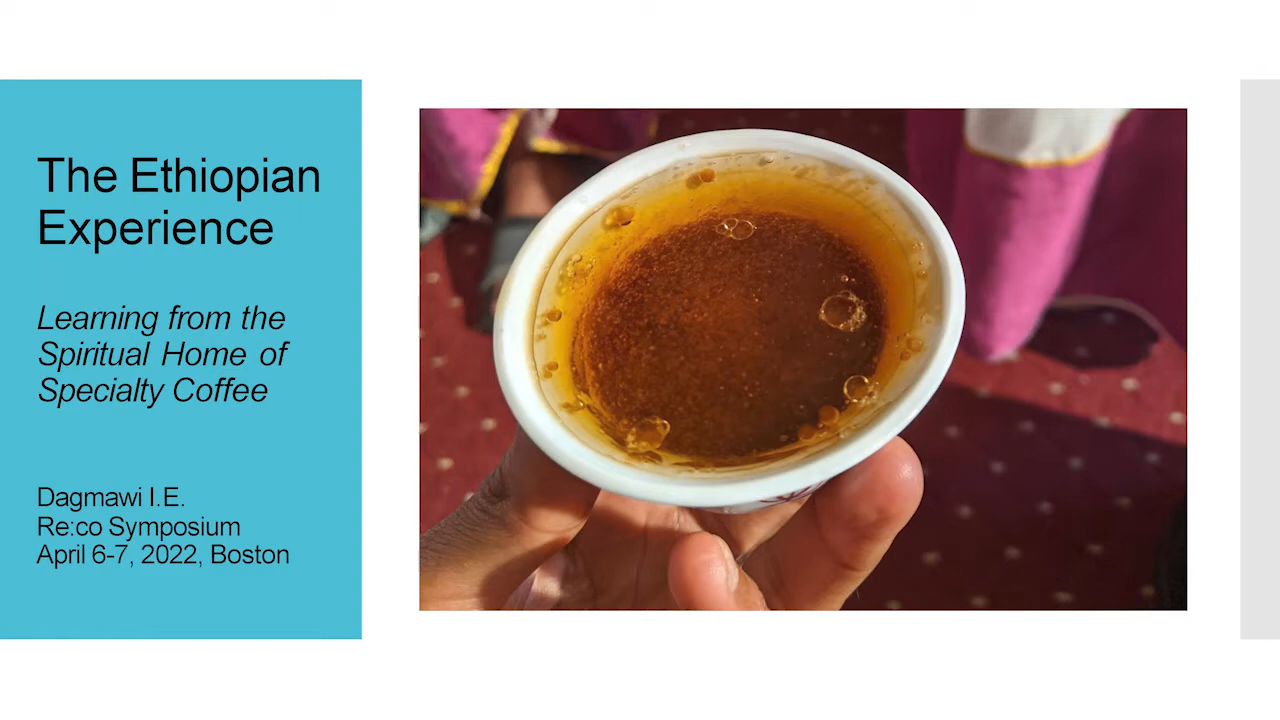 The Ethiopian
Experience
Learning from the
Spiritual Home of
Specialty Coffee
Dagmawi I.E.
Re:co Symposium
April 6-7, 2022, Boston